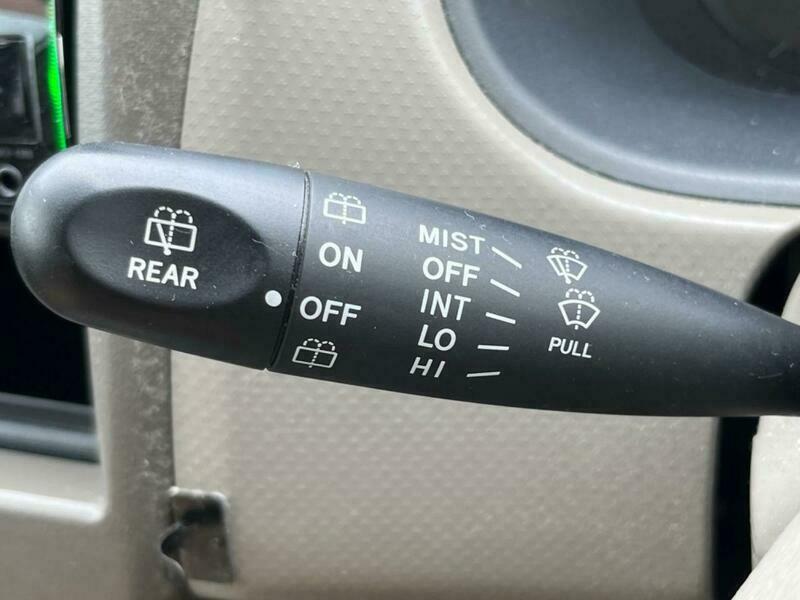 REAR
ON
OFF
MIST
OFF
INT
LO
HI
PULL